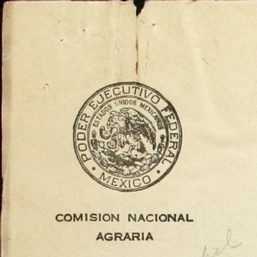 PODER EJECUTIVO FEDERAL
ESTADOS UNIDOS MEXICANOS
MEXICO
COMISION NACIONAL
AGRARIA